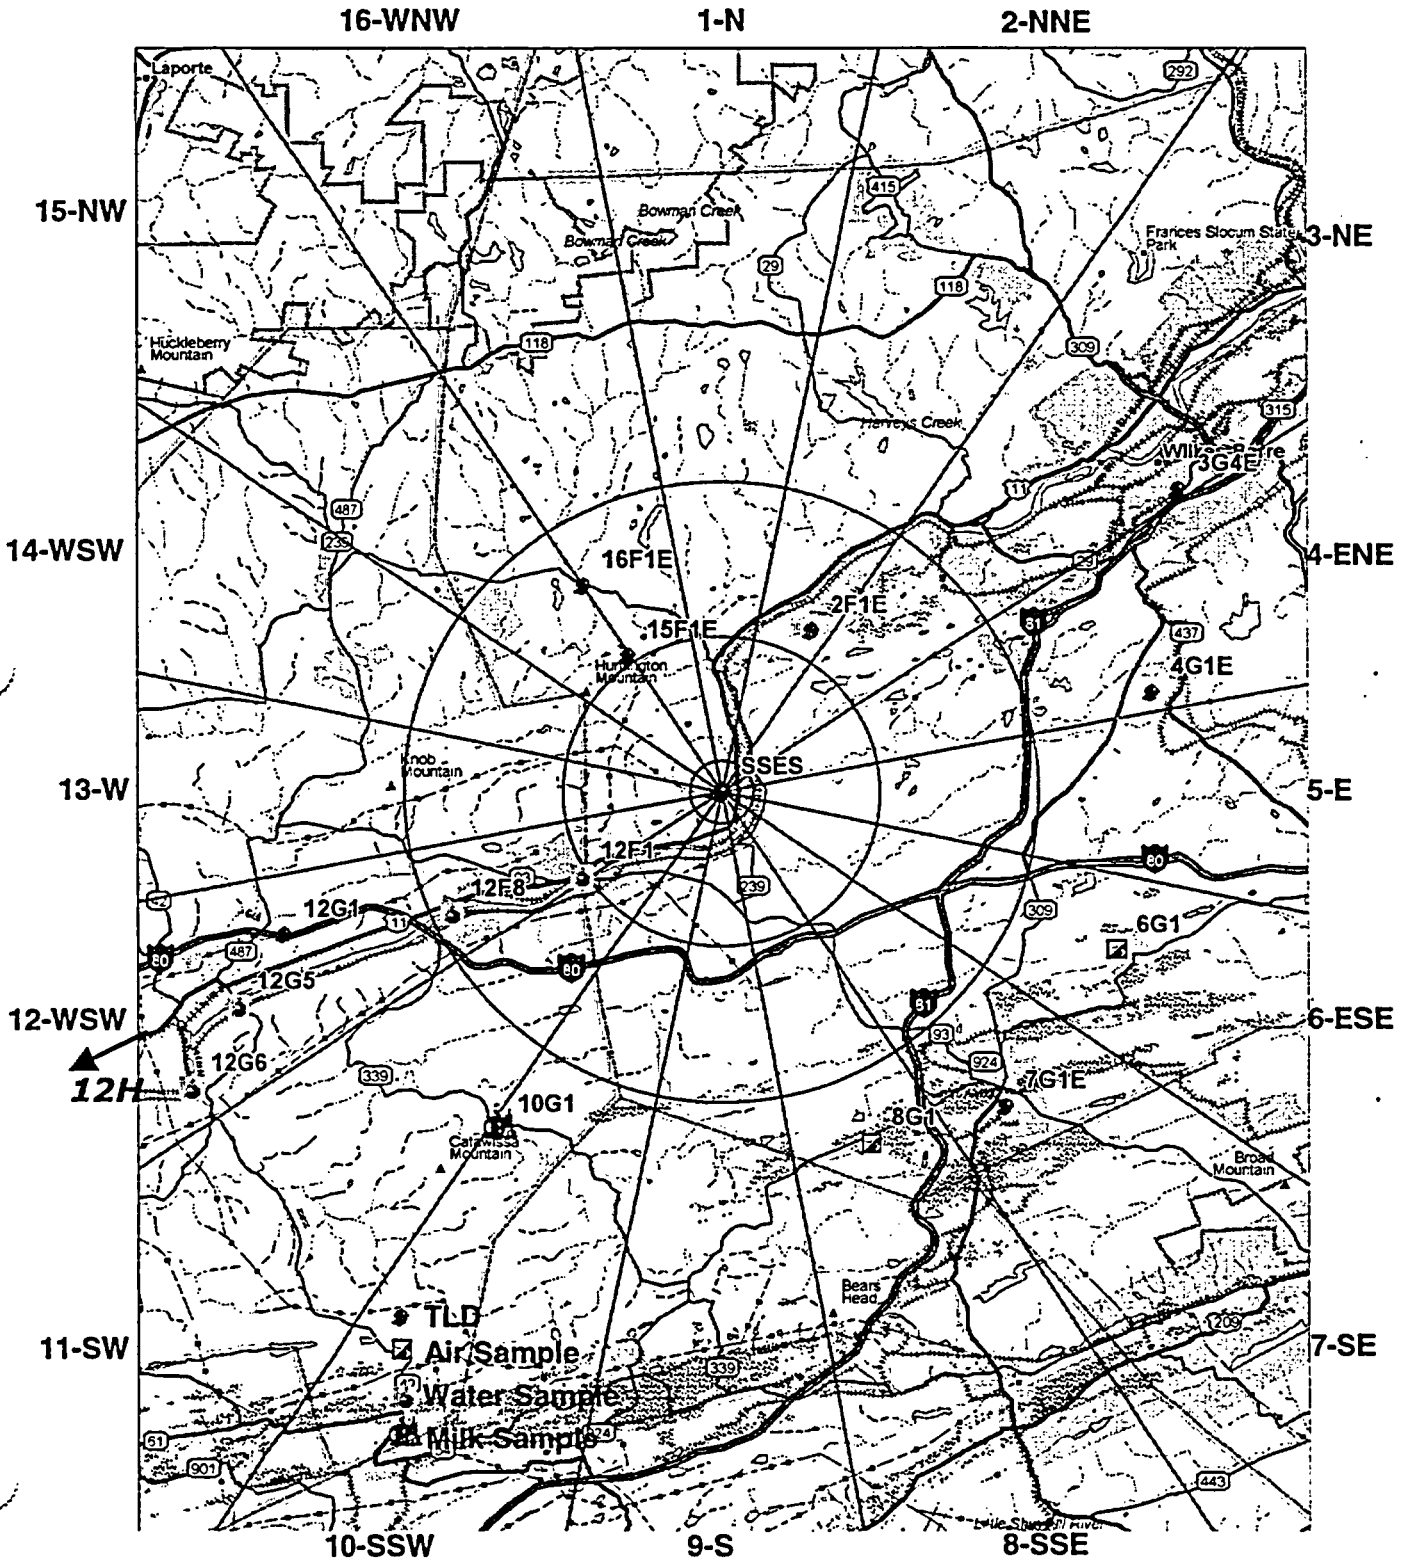 16-WNW
1-N
2-NNE
Laporte
292
415
15-NW
Bowman Creek
Bowman Creek
Frances Slocum State
Park
3-NE
29
118
Huckleberry
Mountain
118
309
315
Harveys Creek
3G4E
11
487
235
14-WSW
16F1E
29
4-ENE
2F1E
81
15F1E
437
4G1E
Huntington
Mountain
Knob
Mountain
SSES
13-W
5-E
12F1
80
239
12F8
93
42
12G1
11
309
6G1
487
80
80
12G5
81
12-WSW
6-ESE
93
12G6
924
339
7G1E
12H
10G1
8G1
Catawissa
Mountain
Broad
Mountain
Bears
Head
TLD
209
11-SW
Air Sample
7-SE
339
Water Sample
Milk Sample
924
61
901
443
10-SSW
9-S
8-SSE